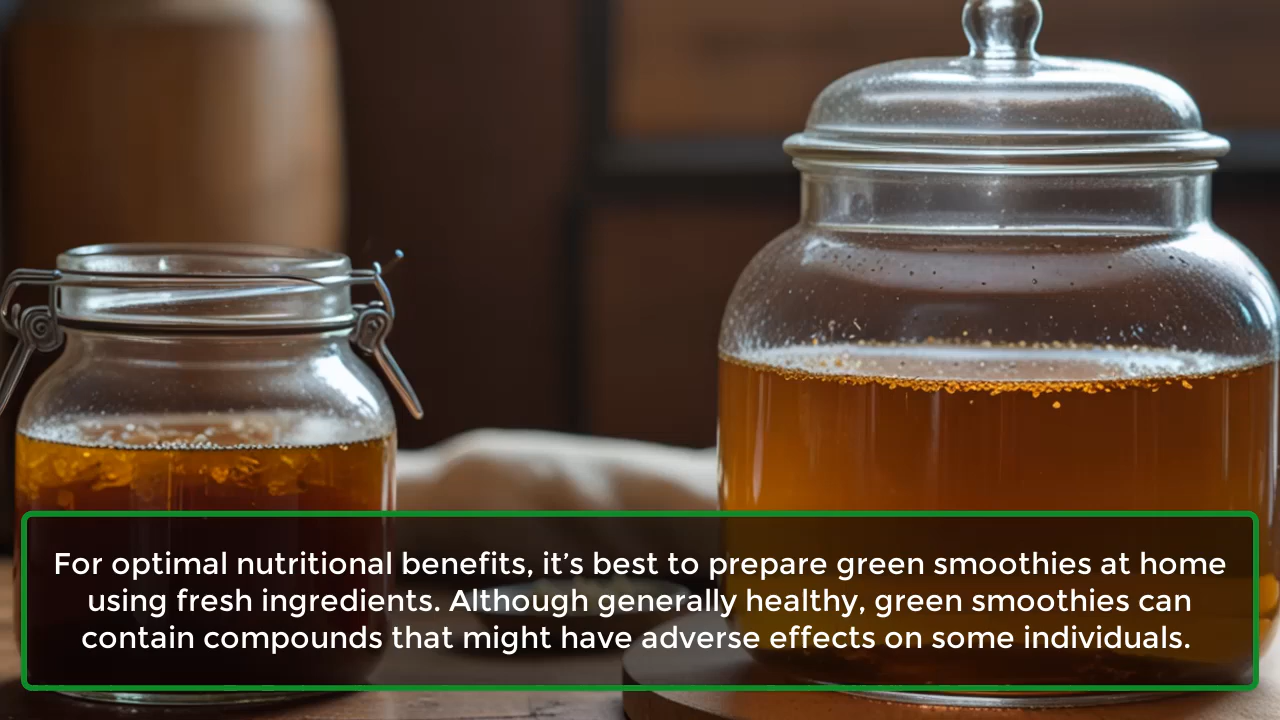 For optimal nutritional benefits, it’s best to prepare green smoothies at home
using fresh ingredients. Although generally healthy, green smoothies can
contain compounds that might have adverse effects on some individuals.